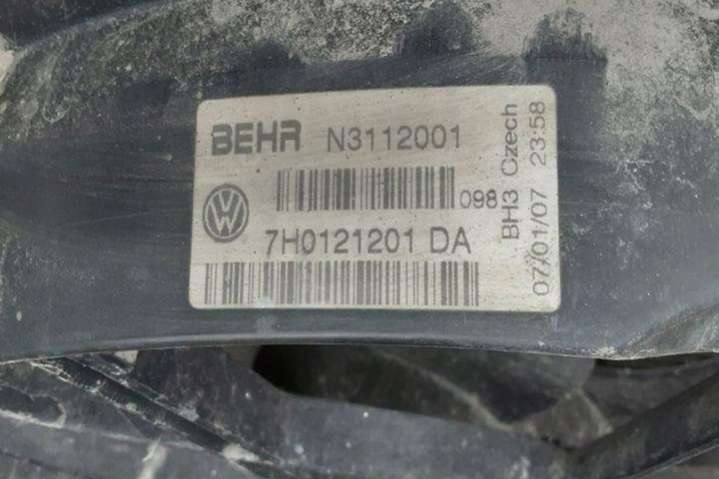 BEHR N3112001
098
7H0121201 DA
BH3 Czech
07/01/07 23:58